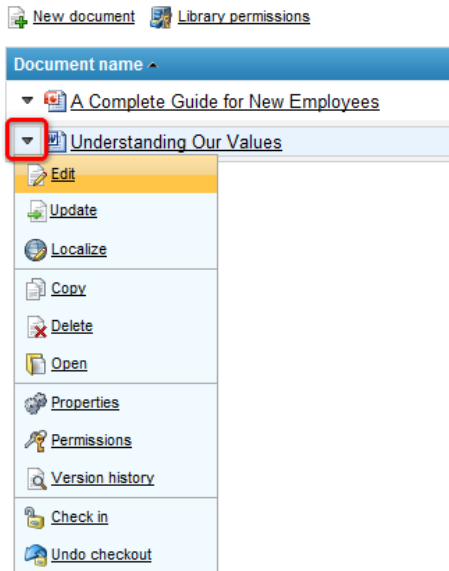 New document Library permissions
Document name
A Complete Guide for New Employees
Understanding Our Values
Edit
Update
Localize
Copy
Delete
Open
Properties
Permissions
Version history
Check in
Undo checkout